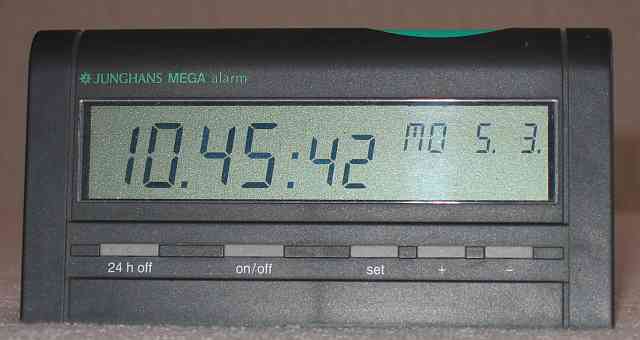 JUNGHANS MEGA alarm
10.45:42 MO 5. 3.
24 h off on/off set + −